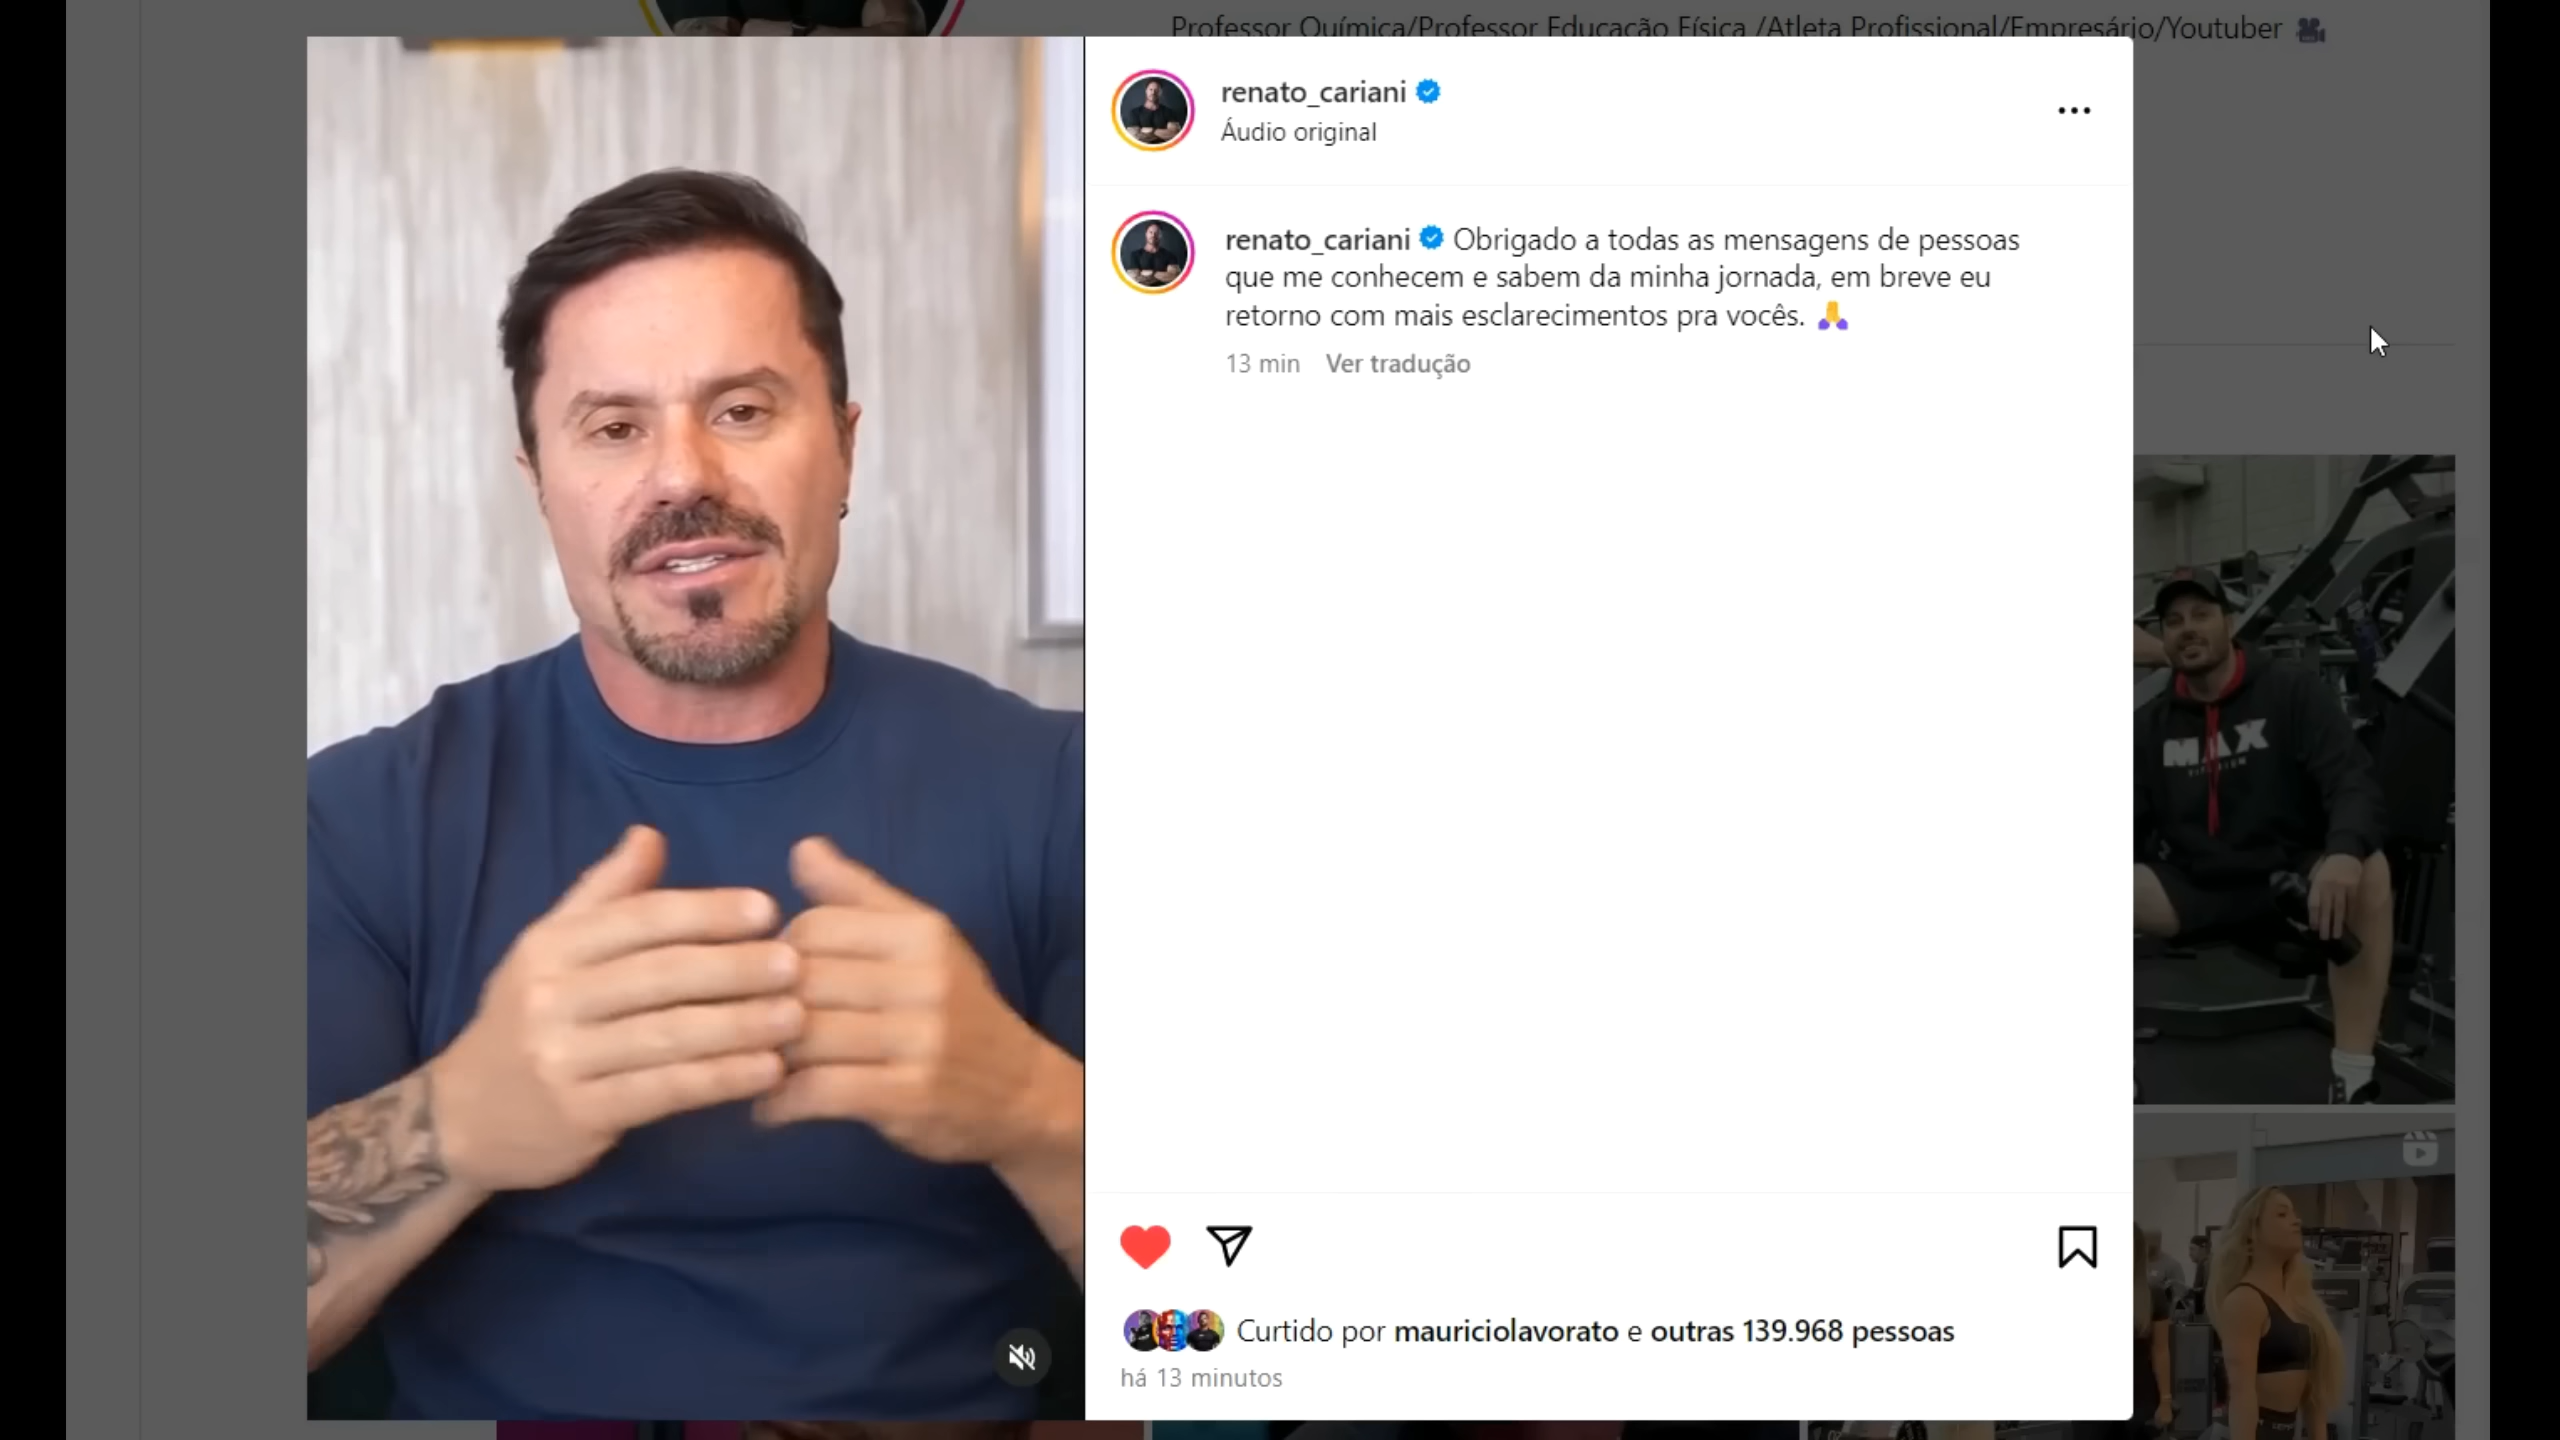 Professor Química/Professor Educação Física /Atleta Profissional/Empresário/Youtuber
renato_cariani
Áudio original
renato_cariani Obrigado a todas as mensagens de pessoas
que me conhecem e sabem da minha jornada, em breve eu
retorno com mais esclarecimentos pra vocês.
13 min Ver tradução
MAX
Curtido por mauriciolavorato e outras 139.968 pessoas
há 13 minutos